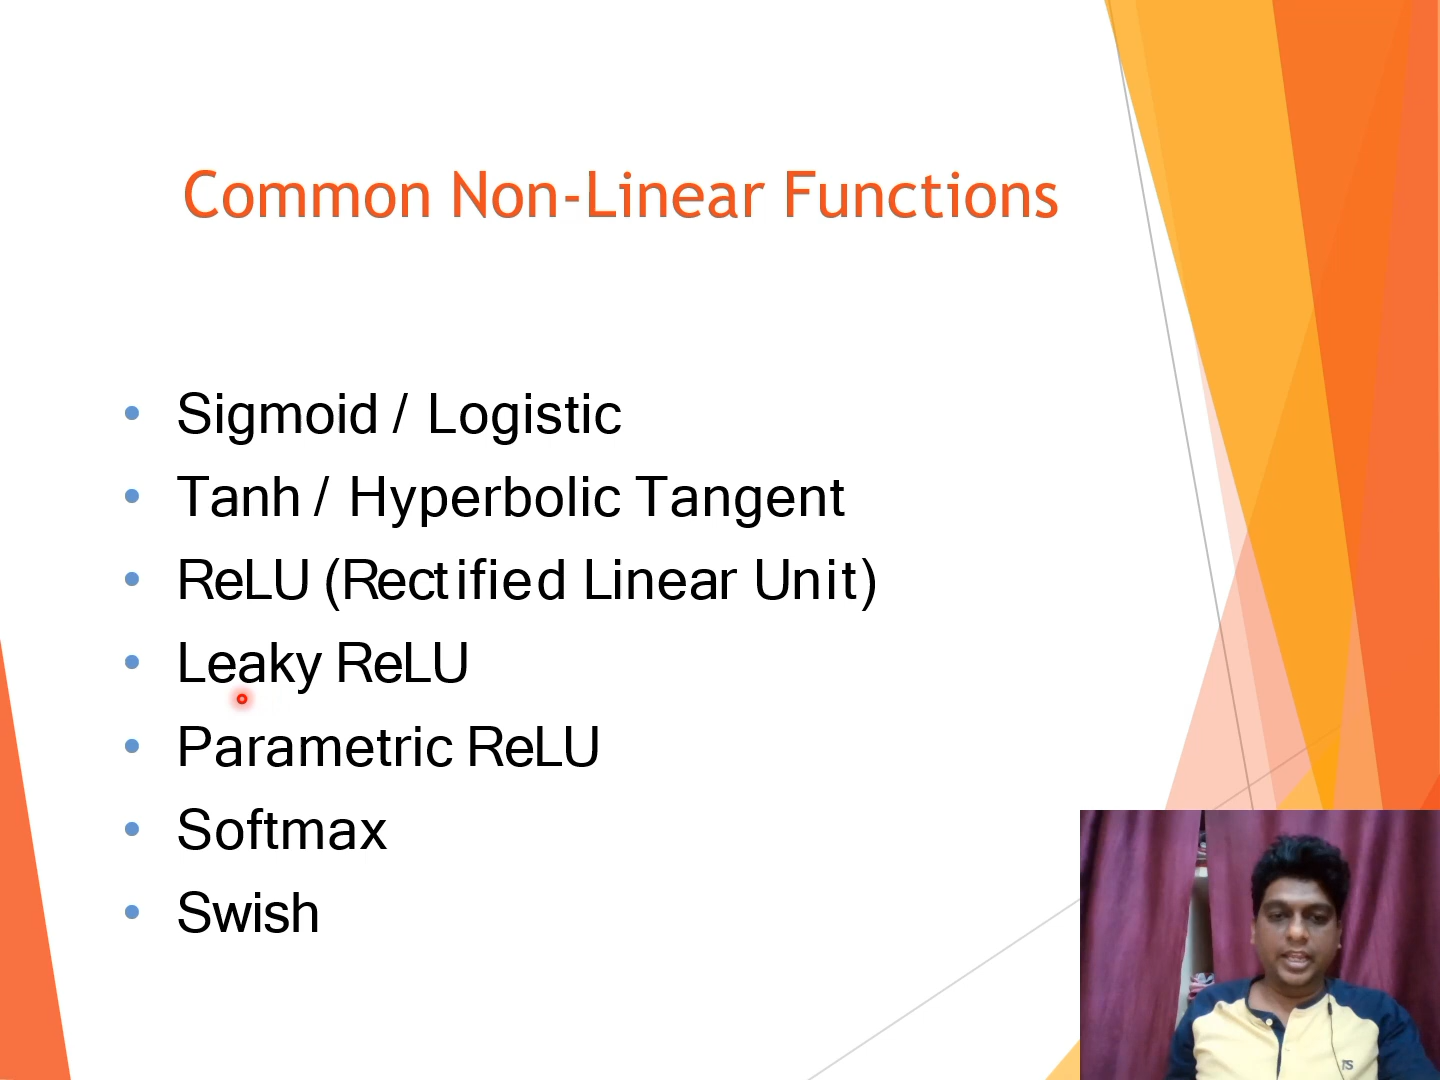 Common Non-Linear Functions
• Sigmoid / Logistic
• Tanh / Hyperbolic Tangent
• ReLU (Rectified Linear Unit)
• Leaky ReLU
• Parametric ReLU
• Softmax
• Swish